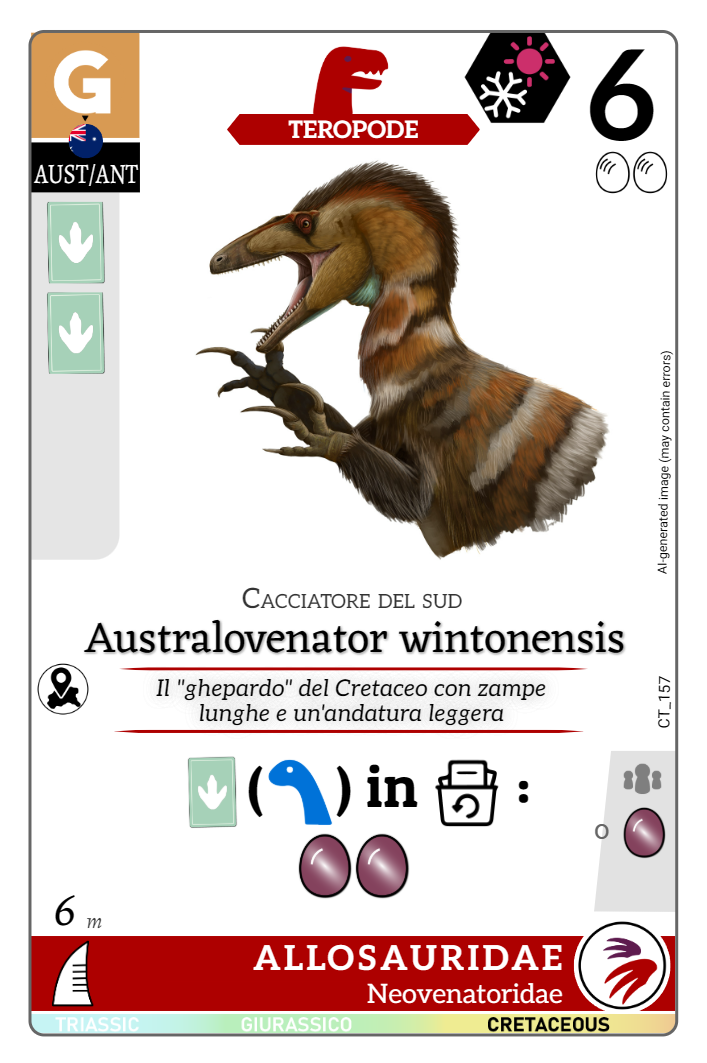 G
AUST/ANT
TEROPODE
6
AI-generated image (may contain errors)
Cacciatore del sud
Australovenator wintonensis
Il "ghepardo" del Cretaceo con zampe
lunghe e un'andatura leggera
CT_157
( ) in :
o
6 m
ALLOSAURIDAE
Neovenatoridae
TRIASSIC GIURASSICO CRETACEOUS